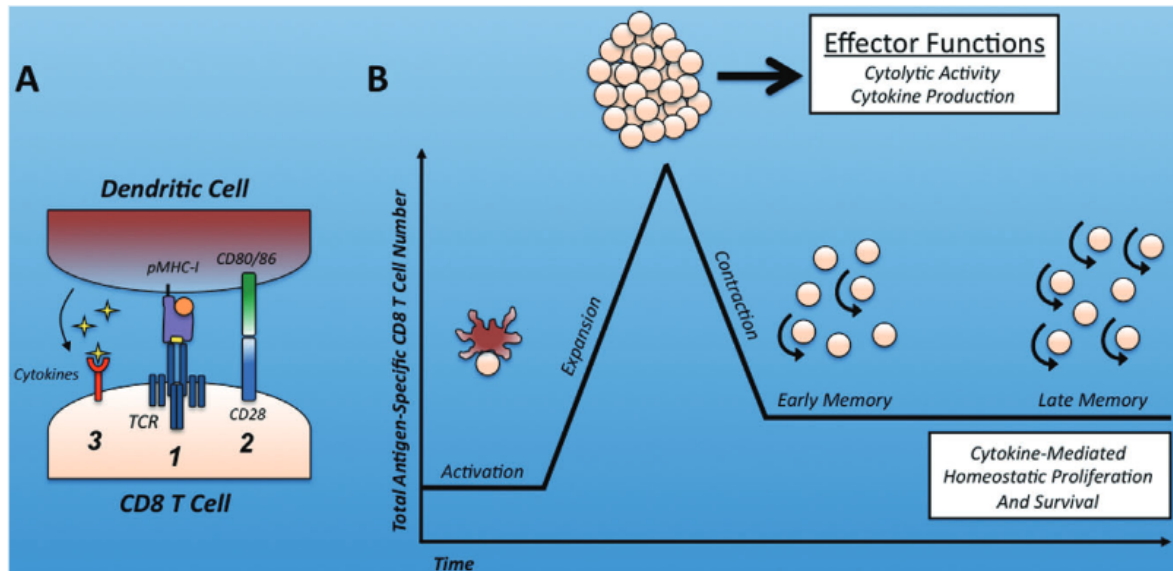 A
Dendritic Cell
pMHC-I
CD80/86
Cytokines
TCR
CD28
3
1
2
CD8 T Cell
B
Effector Functions
Cytolytic Activity
Cytokine Production
Total Antigen-Specific CD8 T Cell Number
Activation
Expansion
Contraction
Early Memory
Late Memory
Cytokine-Mediated
Homeostatic Proliferation
And Survival
Time